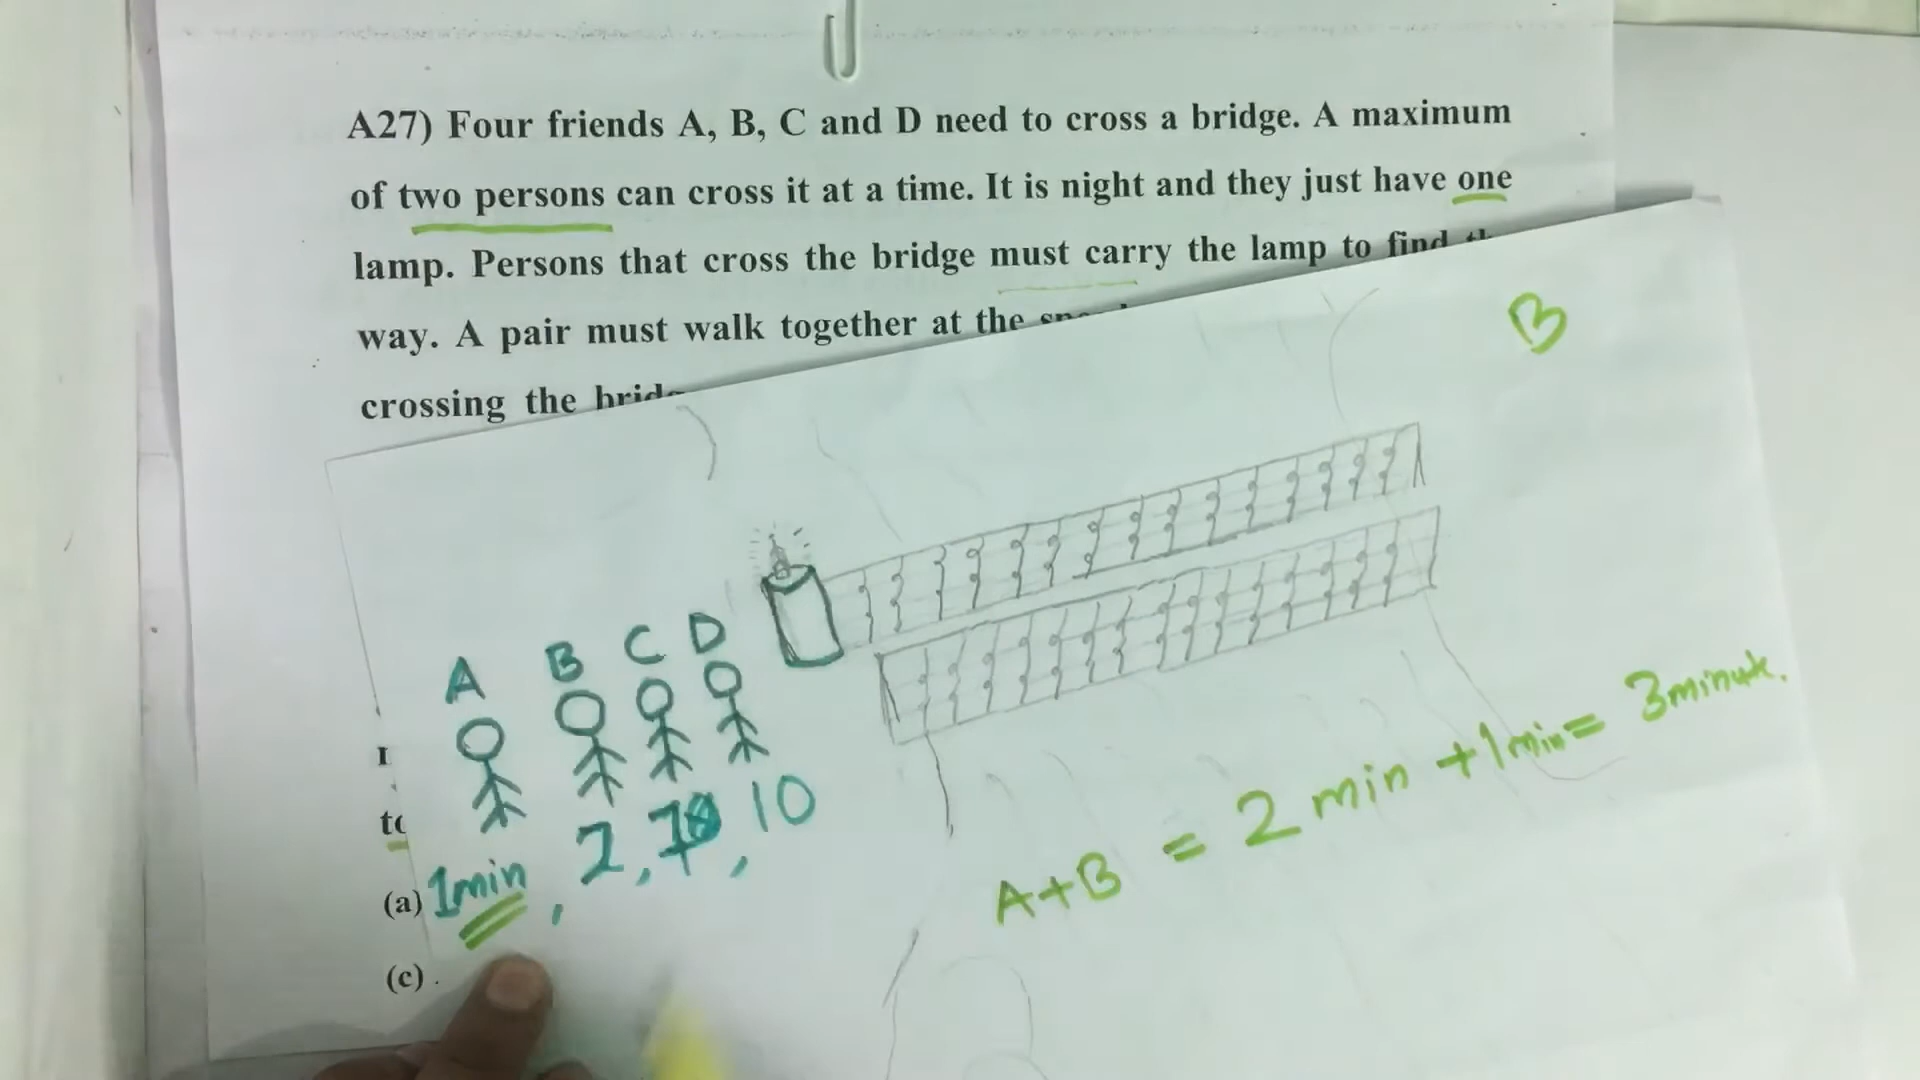 A27) Four friends A, B, C and D need to cross a bridge. A maximum
of two persons can cross it at a time. It is night and they just have one
lamp. Persons that cross the bridge must carry the lamp to find
way. A pair must walk together at the
crossing the
B
A B C D
1min, 2, 7, 10
A+B = 2 min + 1 min = 3 minute.
(a)
(c)